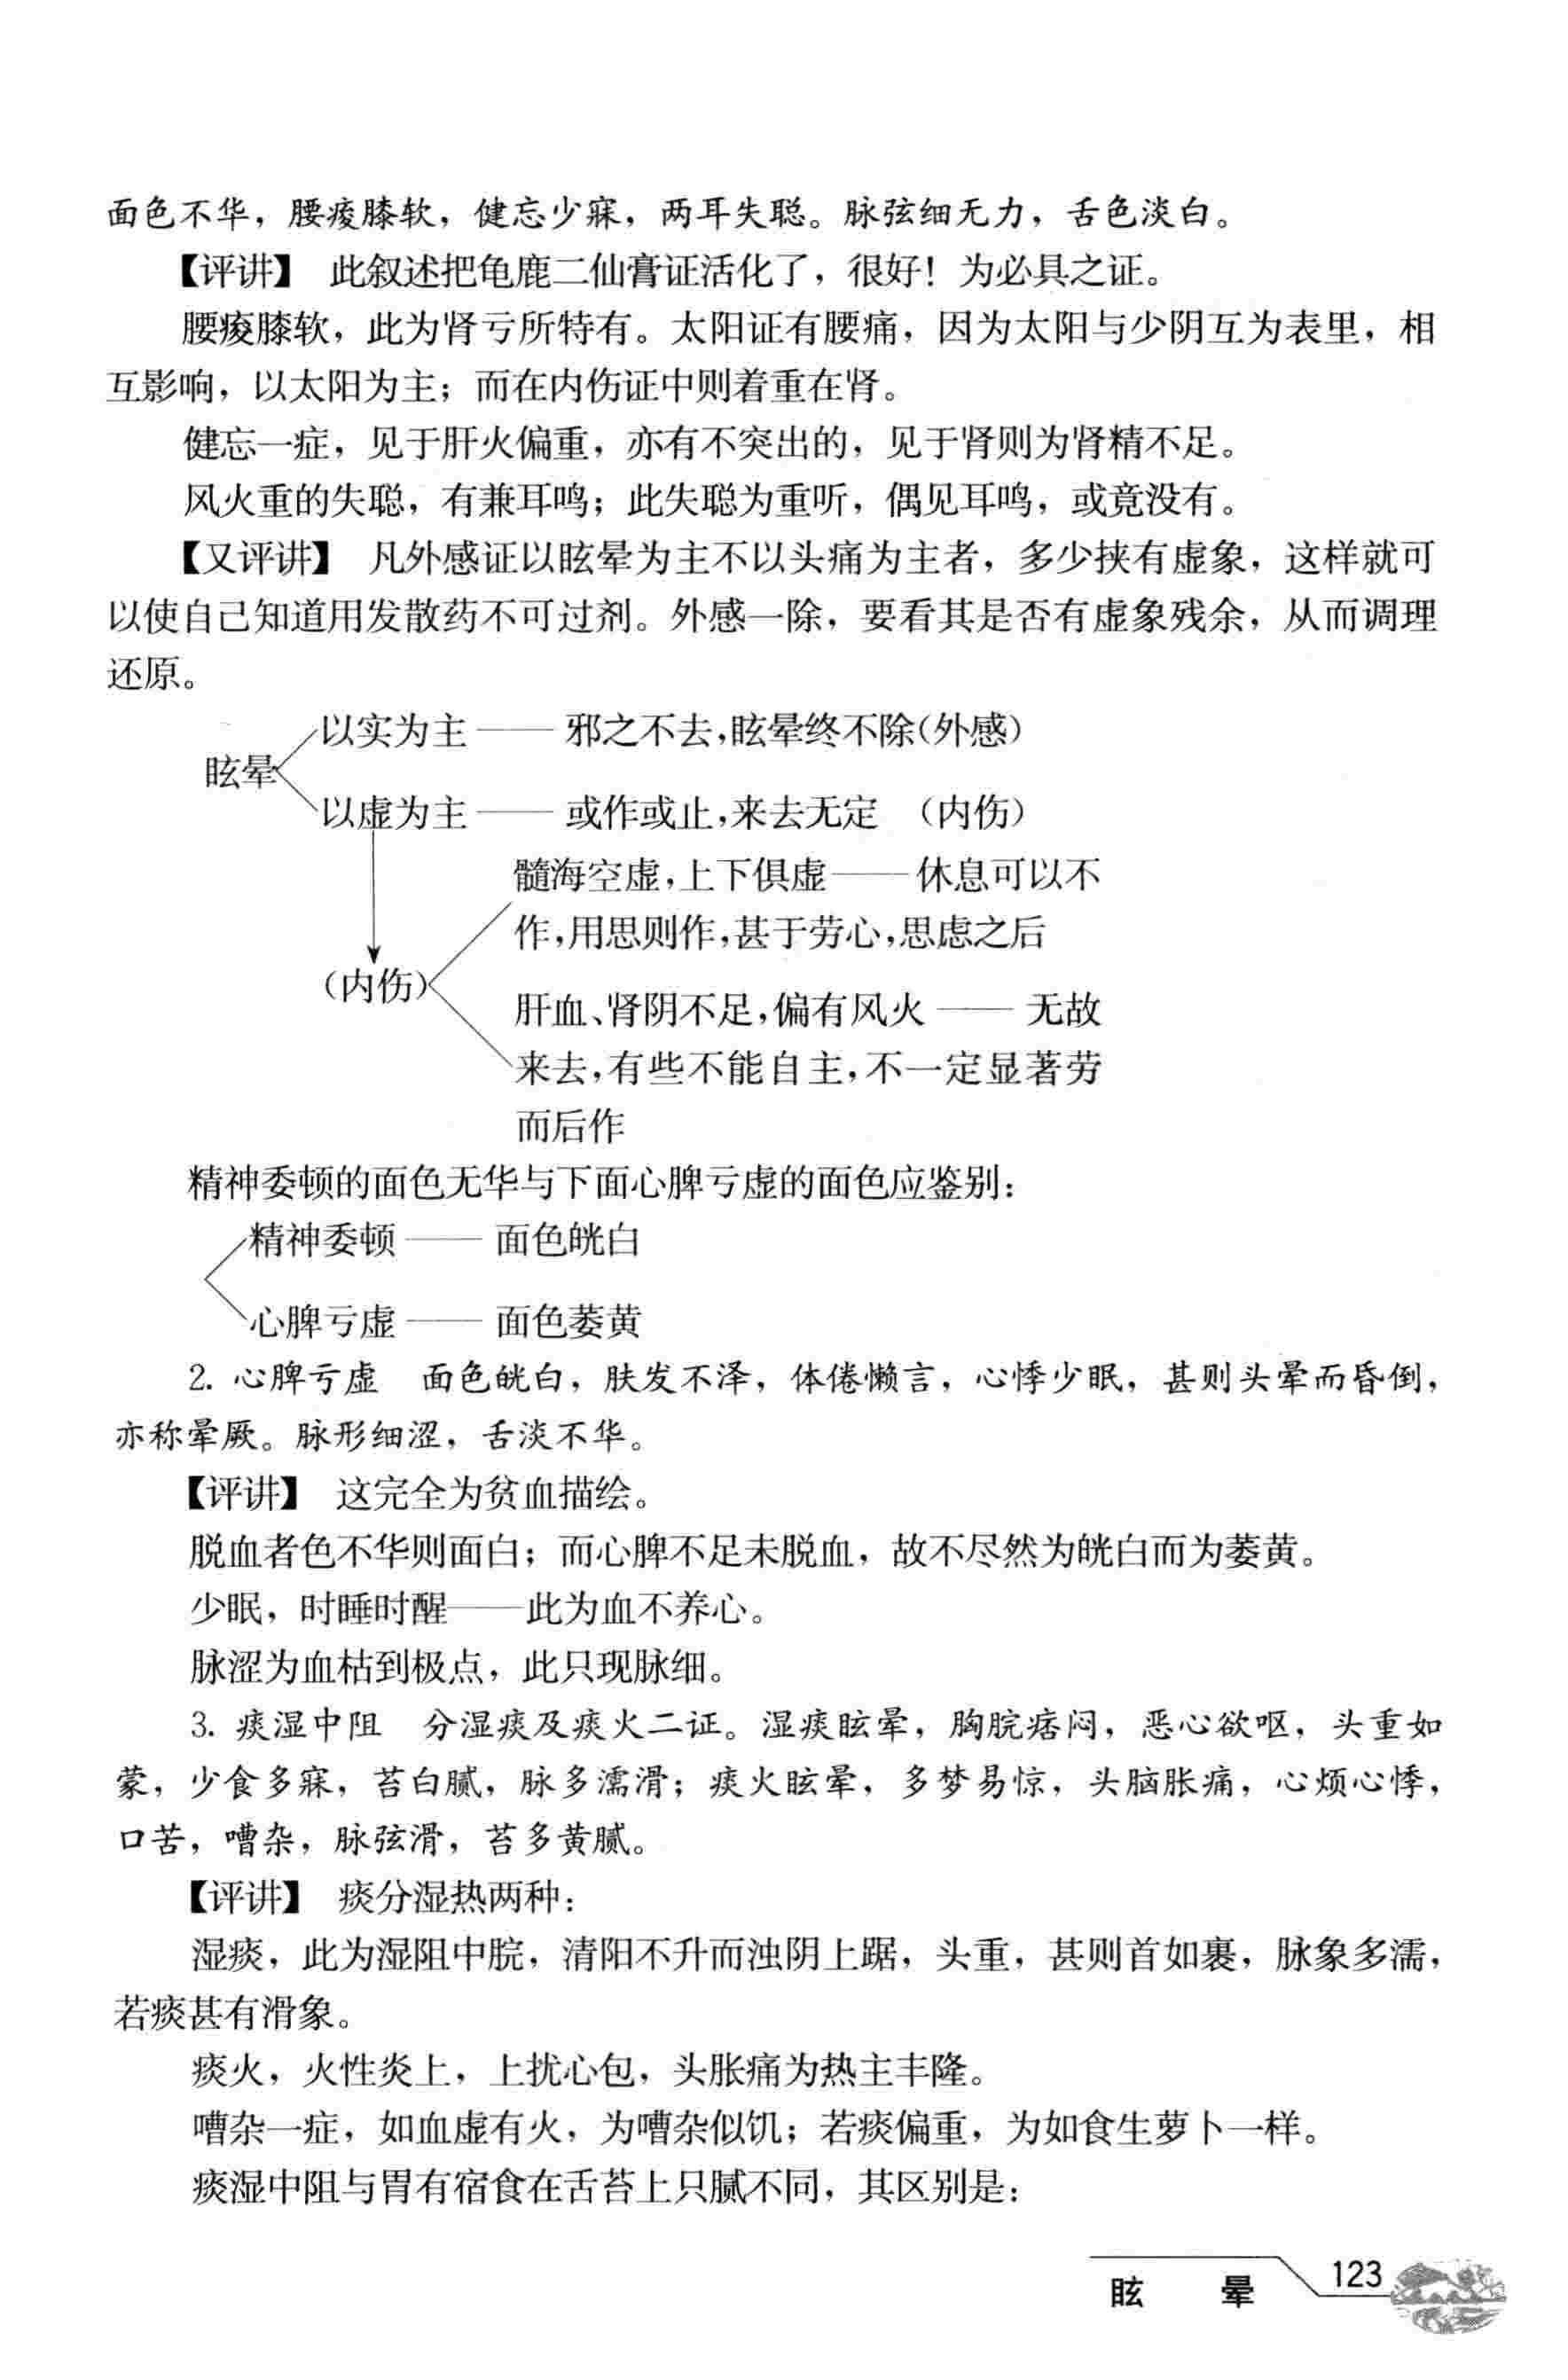 面色不华，腰痠膝软，健忘少寐，两耳失聪。脉弦细无力，舌色淡白。
【评讲】 此叙述把龟鹿二仙膏证活化了，很好！为必具之证。
腰痠膝软，此为肾亏所特有。太阳证有腰痛，因为太阳与少阴互为表里，相
互影响，以太阳为主；而在内伤证中则着重在肾。
健忘一症，见于肝火偏重，亦有不突出的，见于肾则为肾精不足。
风火重的失聪，有兼耳鸣；此失聪为重听，偶见耳鸣，或竟没有。
【又评讲】 凡外感证以眩晕为主不以头痛为主者，多少挟有虚象，这样就可
以使自己知道用发散药不可过剂。外感一除，要看其是否有虚象残余，从而调理
还原。
以实为主——邪之不去，眩晕终不除（外感）
眩晕
以虚为主——或作或止，来去无定 （内伤）
髓海空虚，上下俱虚——休息可以不
作，用思则作，甚于劳心，思虑之后
（内伤）
肝血、肾阴不足，偏有风火——无故
来去，有些不能自主，不一定显著劳
而后作
精神委顿的面色无华与下面心脾亏虚的面色应鉴别：
精神委顿——面色㿠白
心脾亏虚——面色萎黄
2. 心脾亏虚 面色㿠白，肤发不泽，体倦懒言，心悸少眠，甚则头晕而昏倒，
亦称晕厥。脉形细涩，舌淡不华。
【评讲】 这完全为贫血描绘。
脱血者色不华则面白；而心脾不足未脱血，故不尽然为㿠白而为萎黄。
少眠，时睡时醒——此为血不养心。
脉涩为血枯到极点，此只现脉细。
3. 痰湿中阻 分湿痰及痰火二证。湿痰眩晕，胸脘痞闷，恶心欲呕，头重如
蒙，少食多寐，苔白腻，脉多濡滑；痰火眩晕，多梦易惊，头脑胀痛，心烦心悸，
口苦，嘈杂，脉弦滑，苔多黄腻。
【评讲】 痰分湿热两种：
湿痰，此为湿阻中脘，清阳不升而浊阴上踞，头重，甚则首如裹，脉象多濡，
若痰甚有滑象。
痰火，火性炎上，上扰心包，头胀痛为热主丰隆。
嘈杂一症，如血虚有火，为嘈杂似饥；若痰偏重，为如食生萝卜一样。
痰湿中阻与胃有宿食在舌苔上只腻不同，其区别是：
眩 晕 123